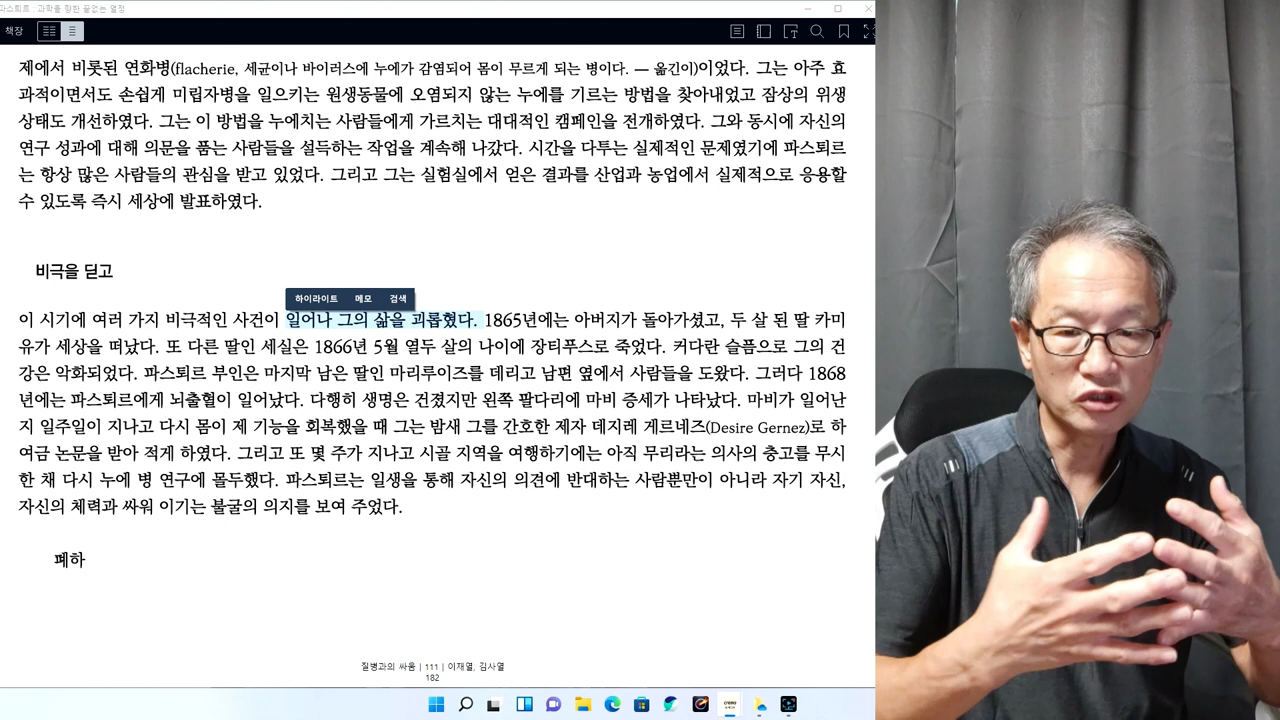 파스퇴르 : 과학을 향한 끝없는 열정
책장
제에서 비롯된 연화병(flacherie, 세균이나 바이러스에 누에가 감염되어 몸이 무르게 되는 병이다. — 옮긴이)이었다. 그는 아주 효
과적이면서도 손쉽게 미립자병을 일으키는 원생동물에 오염되지 않는 누에를 기르는 방법을 찾아내었고 잠상의 위생
상태도 개선하였다. 그는 이 방법을 누에치는 사람들에게 가르치는 대대적인 캠페인을 전개하였다. 그와 동시에 자신의
연구 성과에 대해 의문을 품는 사람들을 설득하는 작업을 계속해 나갔다. 시간을 다투는 실제적인 문제였기에 파스퇴르
는 항상 많은 사람들의 관심을 받고 있었다. 그리고 그는 실험실에서 얻은 결과를 산업과 농업에서 실제적으로 응용할
수 있도록 즉시 세상에 발표하였다.
비극을 딛고
하이라이트 메모 검색
이 시기에 여러 가지 비극적인 사건이 일어나 그의 삶을 괴롭혔다. 1865년에는 아버지가 돌아가셨고, 두 살 된 딸 카미
유가 세상을 떠났다. 또 다른 딸인 세실은 1866년 5월 열두 살의 나이에 장티푸스로 죽었다. 커다란 슬픔으로 그의 건
강은 악화되었다. 파스퇴르 부인은 마지막 남은 딸인 마리루이즈를 데리고 남편 옆에서 사람들을 도왔다. 그러다 1868
년에는 파스퇴르에게 뇌출혈이 일어났다. 다행히 생명은 건졌지만 왼쪽 팔다리에 마비 증세가 나타났다. 마비가 일어난
지 일주일이 지나고 다시 몸이 제 기능을 회복했을 때 그는 밤새 그를 간호한 제자 데지레 게르네즈(Desire Gernez)로 하
여금 논문을 받아 적게 하였다. 그리고 또 몇 주가 지나고 시골 지역을 여행하기에는 아직 무리라는 의사의 충고를 무시
한 채 다시 누에 병 연구에 몰두했다. 파스퇴르는 일생을 통해 자신의 의견에 반대하는 사람뿐만이 아니라 자기 자신,
자신의 체력과 싸워 이기는 불굴의 의지를 보여 주었다.
폐하
질병과의 싸움 | 111 | 이재열, 김사열
182